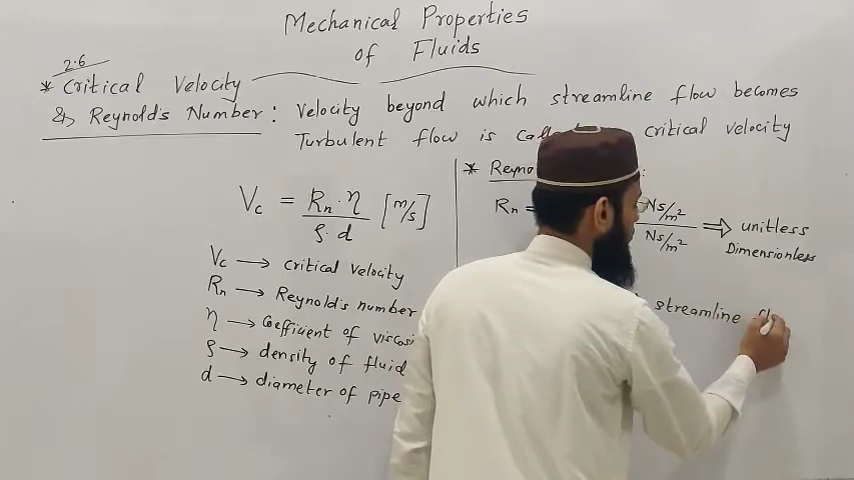 Mechanical Properties
of Fluids
2.6
* Critical Velocity
& Reynold's Number : Velocity beyond which streamline flow becomes
Turbulent flow is critical velocity
Vc = Rn · η / ρ · d [m/s]
Vc → critical velocity
Rn → Reynold's number
η → Coefficient of
ρ → density of fluid
d → diameter of pipe
*
Rn =
Ns/m² / Ns/m² ⇒ unitless
Dimensionless
streamline